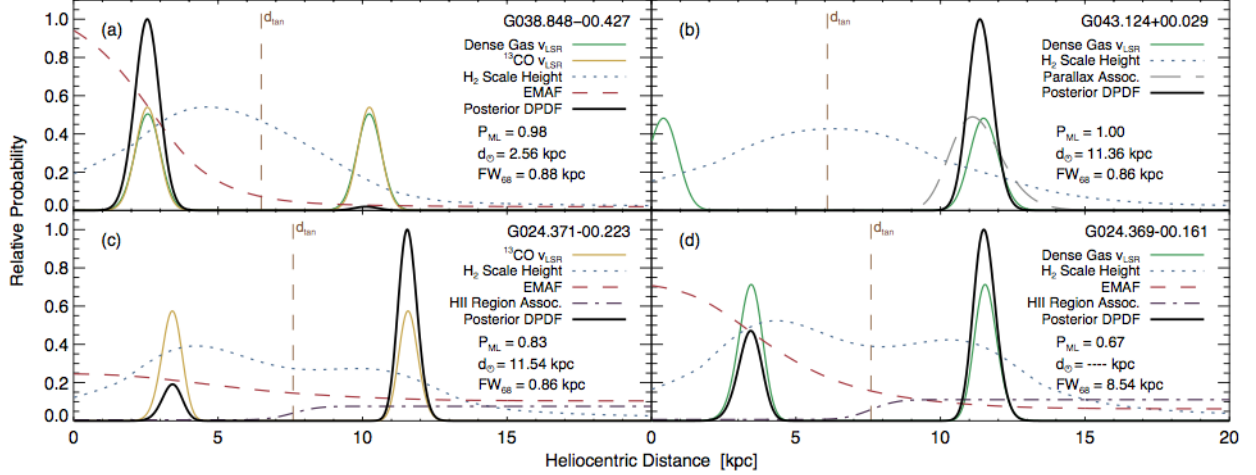 (a)
d_tan
G038.848−00.427
Dense Gas v_LSR
¹³CO v_LSR
H₂ Scale Height
EMAF
Posterior DPDF
P_ML = 0.98
d_☉ = 2.56 kpc
FW₆₈ = 0.88 kpc
1.0
0.8
0.6
0.4
0.2
0.0
(b)
d_tan
G043.124+00.029
Dense Gas v_LSR
H₂ Scale Height
Parallax Assoc.
Posterior DPDF
P_ML = 1.00
d_☉ = 11.36 kpc
FW₆₈ = 0.86 kpc
Relative Probability
(c)
d_tan
G024.371-00.223
¹³CO v_LSR
H₂ Scale Height
EMAF
HII Region Assoc.
Posterior DPDF
P_ML = 0.83
d_☉ = 11.54 kpc
FW₆₈ = 0.86 kpc
1.0
0.8
0.6
0.4
0.2
0.0
0 5 10 15
(d)
d_tan
G024.369-00.161
Dense Gas v_LSR
H₂ Scale Height
EMAF
HII Region Assoc.
Posterior DPDF
P_ML = 0.67
d_☉ = ---- kpc
FW₆₈ = 8.54 kpc
0 5 10 15 20
Heliocentric Distance [kpc]